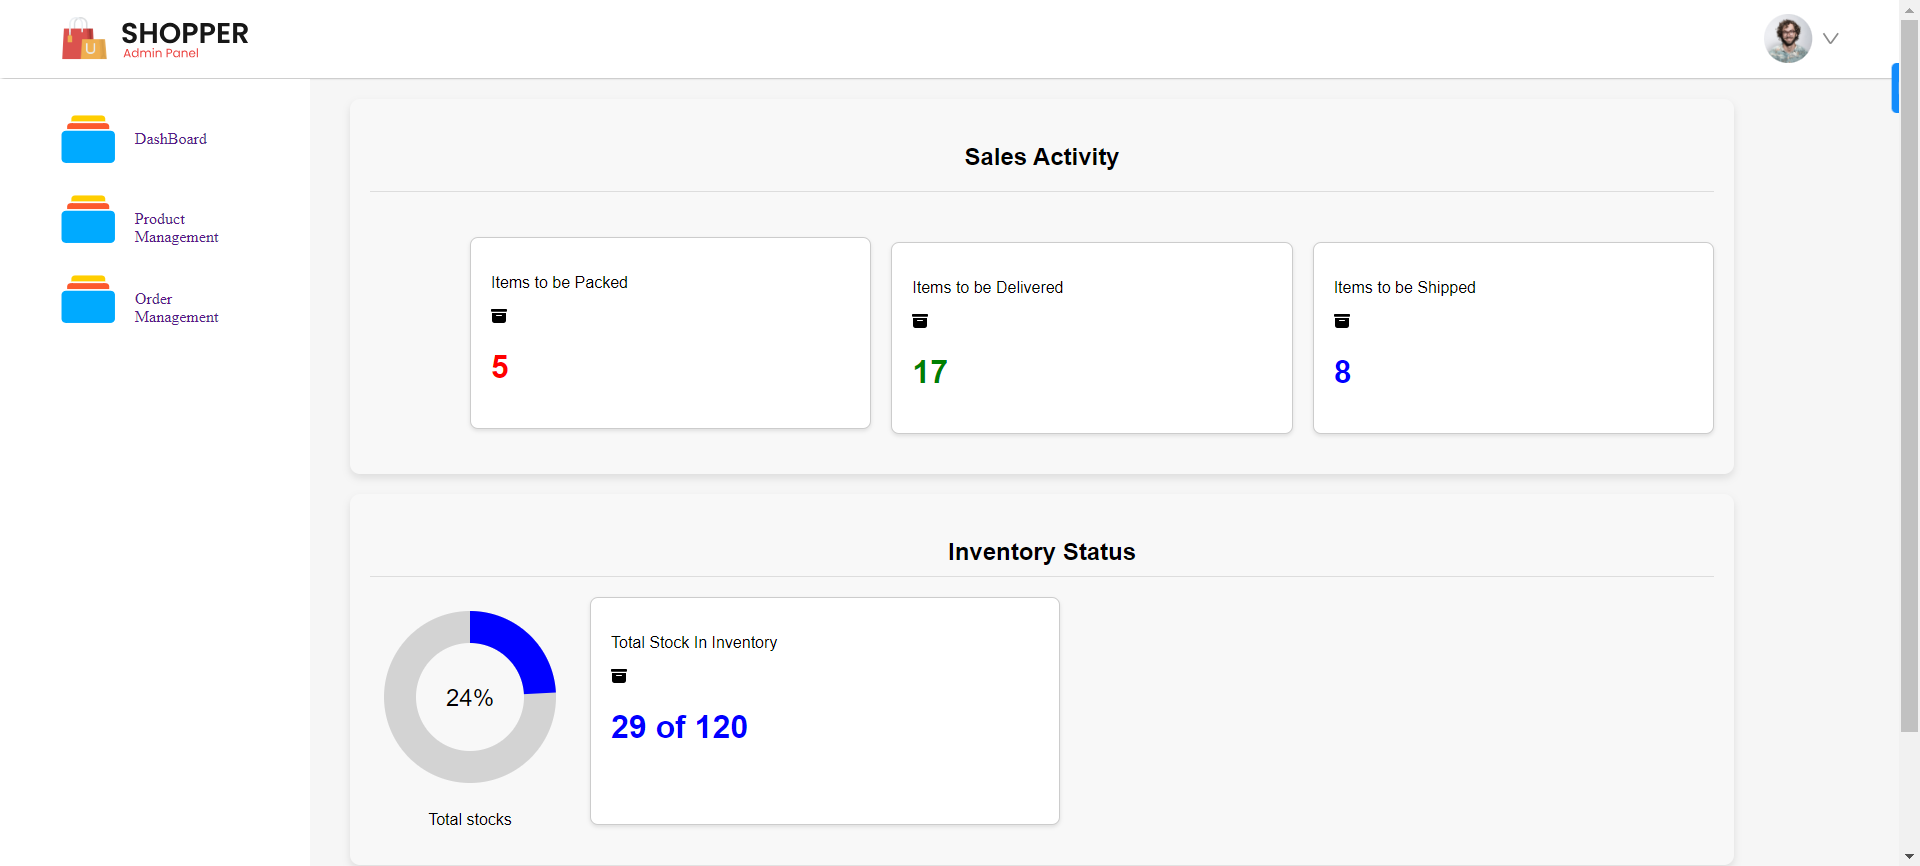 SHOPPER
Admin Panel
U
DashBoard
Product
Management
Order
Management
Sales Activity
Items to be Packed
5
Items to be Delivered
17
Items to be Shipped
8
Inventory Status
24%
Total stocks
Total Stock In Inventory
29 of 120